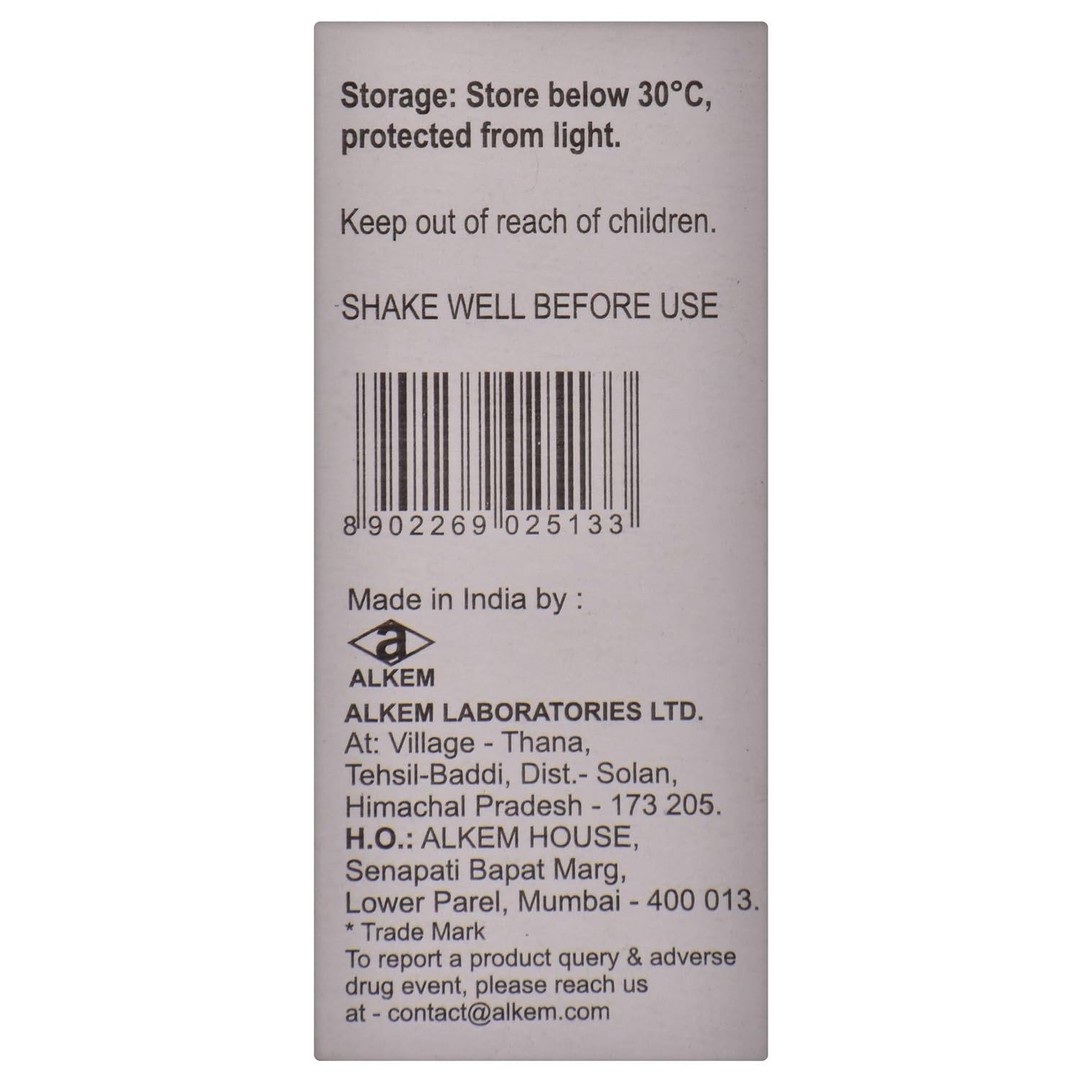 Storage: Store below 30°C,
protected from light.
Keep out of reach of children.
SHAKE WELL BEFORE USE
8 902269 025133
Made in India by :
a
ALKEM
ALKEM LABORATORIES LTD.
At: Village - Thana,
Tehsil-Baddi, Dist.- Solan,
Himachal Pradesh - 173 205.
H.O.: ALKEM HOUSE,
Senapati Bapat Marg,
Lower Parel, Mumbai - 400 013.
* Trade Mark
To report a product query & adverse
drug event, please reach us
at - contact@alkem.com